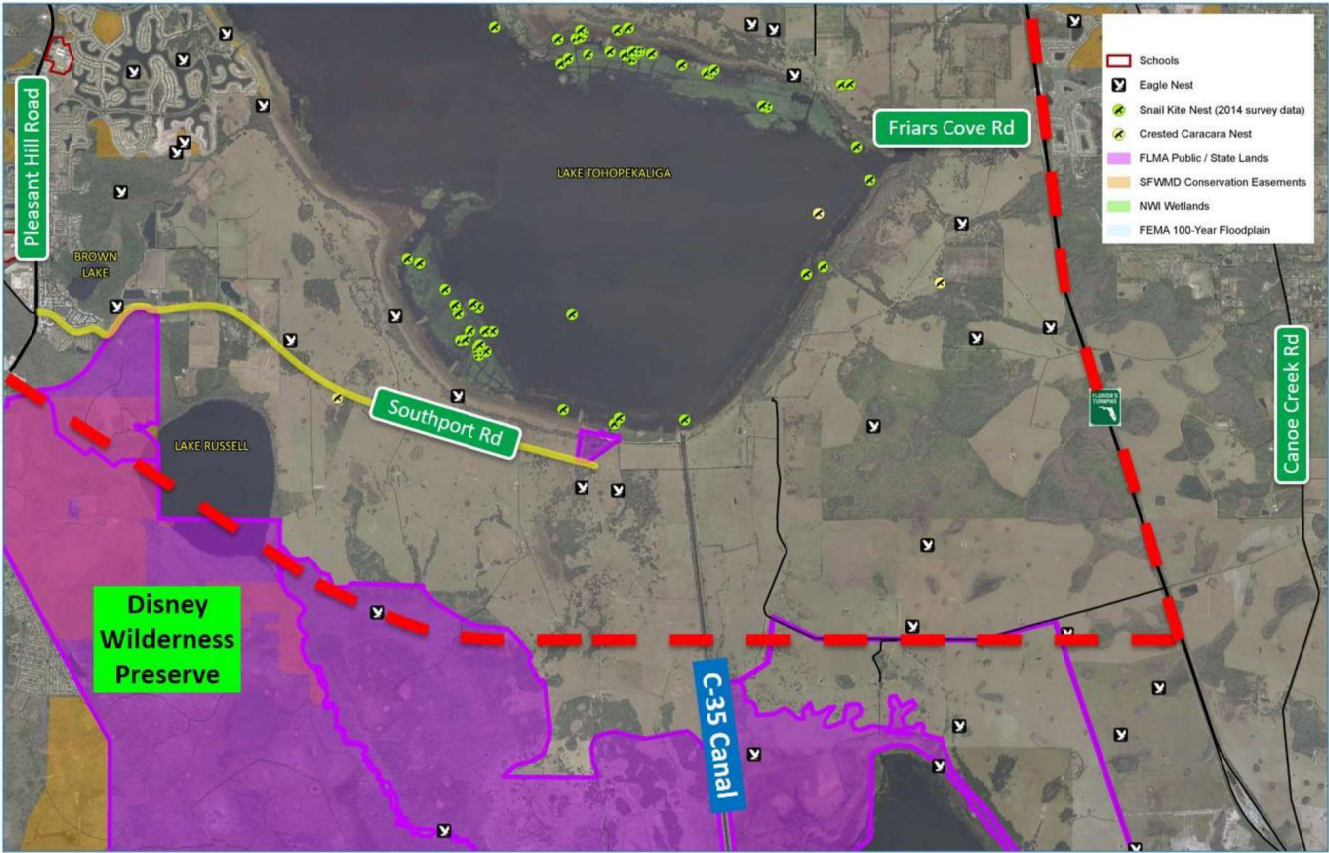 Schools
Eagle Nest
Snail Kite Nest (2014 survey data)
Crested Caracara Nest
FLMA Public / State Lands
SFWMD Conservation Easements
NWI Wetlands
FEMA 100-Year Floodplain
Pleasant Hill Road
Friars Cove Rd
LAKE TOHOPEKALIGA
BROWN
LAKE
Canoe Creek Rd
FLORIDA'S
TURNPIKE
Southport Rd
LAKE RUSSELL
Disney
Wilderness
Preserve
C-35 Canal